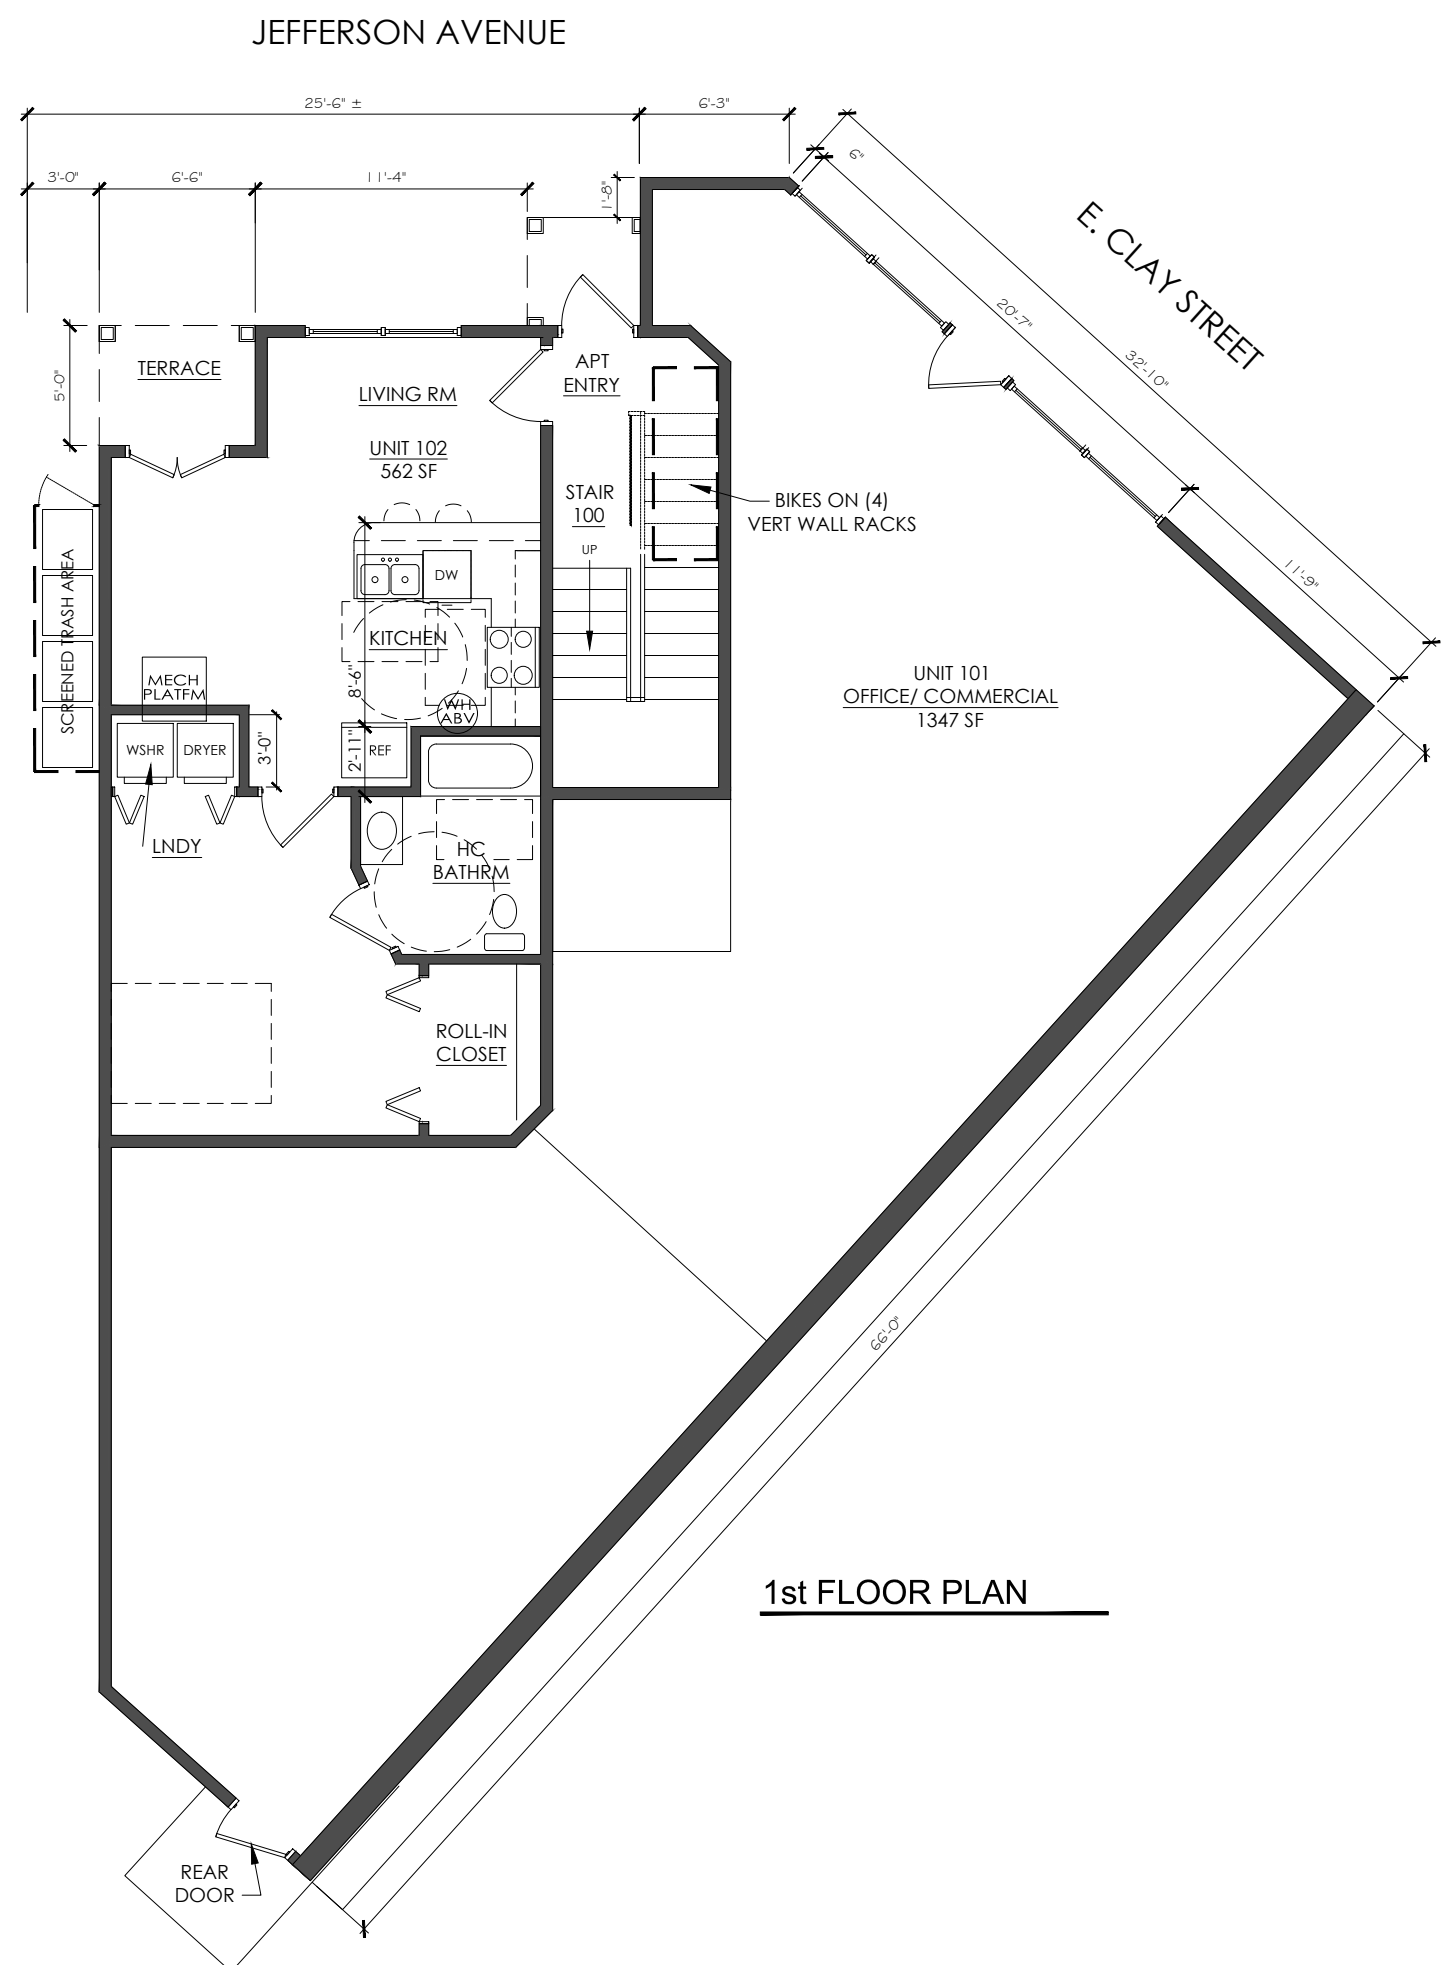 JEFFERSON AVENUE
25'-6" ±
6'-3"
3'-0"
6'-6"
11'-4"
1'-8"
6"
E. CLAY STREET
20'-7"
32'-10"
11'-9"
5'-0"
TERRACE
LIVING RM
APT
ENTRY
UNIT 102
562 SF
STAIR
100
BIKES ON (4)
VERT WALL RACKS
UP
DW
SCREENED TRASH AREA
KITCHEN
8'-6"
MECH
PLATFM
WH
ABV
UNIT 101
OFFICE/ COMMERCIAL
1347 SF
WSHR
DRYER
3'-0"
2'-11"
REF
LNDY
HC
BATHRM
ROLL-IN
CLOSET
66'-0"
1st FLOOR PLAN
REAR
DOOR